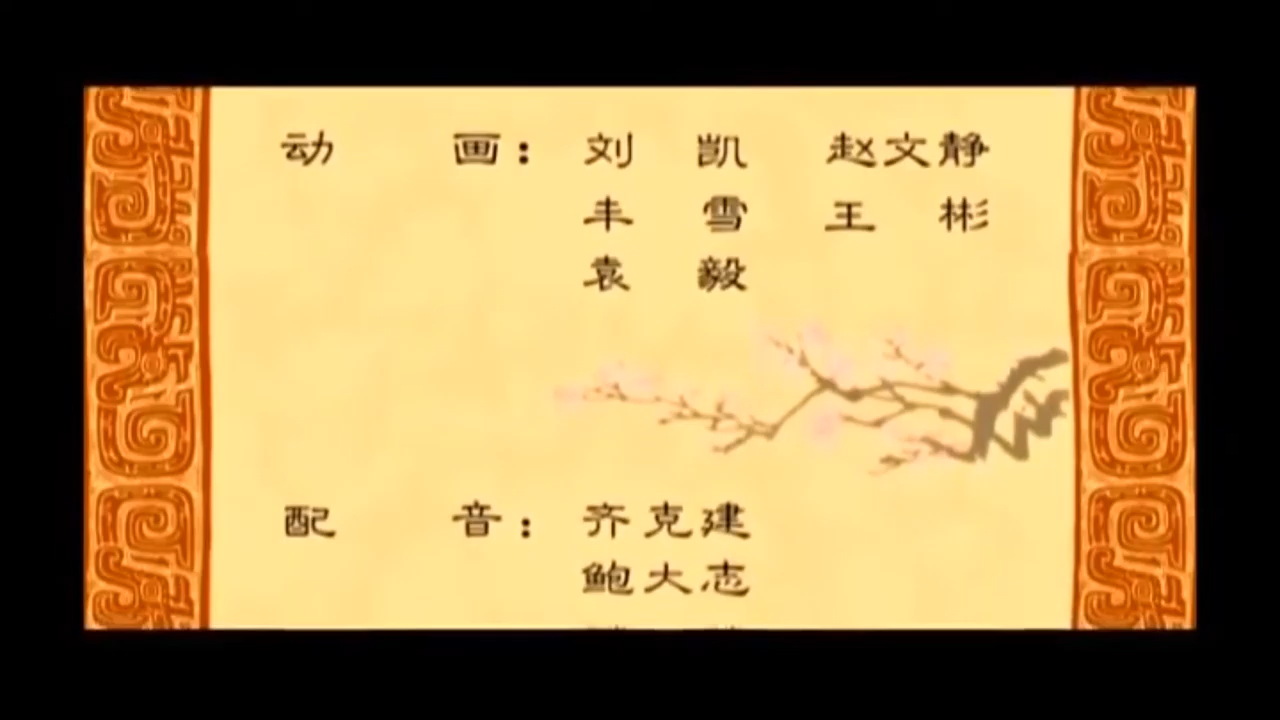 动 画：刘 凯 赵文静
丰 雪 王 彬
袁 毅
配 音：齐克建
鲍大志